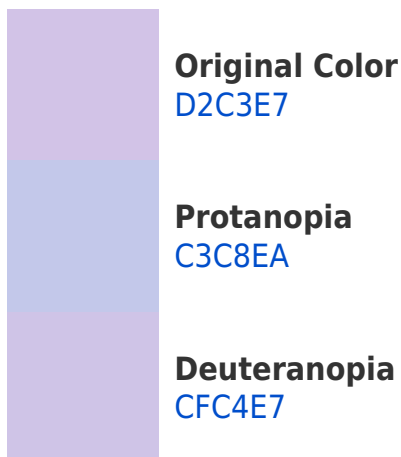 Original Color
D2C3E7
Protanopia
C3C8EA
Deuteranopia
CFC4E7